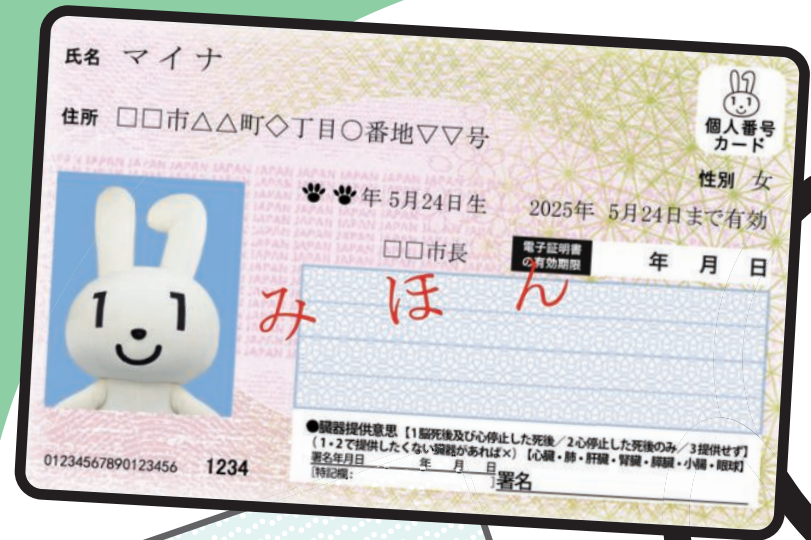 氏名 マイナ
住所 □□市△△町◇丁目○番地▽▽号
個人番号
カード
性別 女
年 5月24日生 2025年 5月24日まで有効
□□市長
電子証明書
の有効期限
年 月 日
みほん
●臓器提供意思【1脳死後及び心停止した死後／2心停止した死後のみ／3提供せず】
（1・2で提供したくない臓器があれば×）【心臓・肺・肝臓・腎臓・膵臓・小腸・眼球】
署名年月日 年 月 日
[特記欄： ]署名
01234567890123456 1234
JAPAN JAPAN JAPAN JAPAN JAPAN